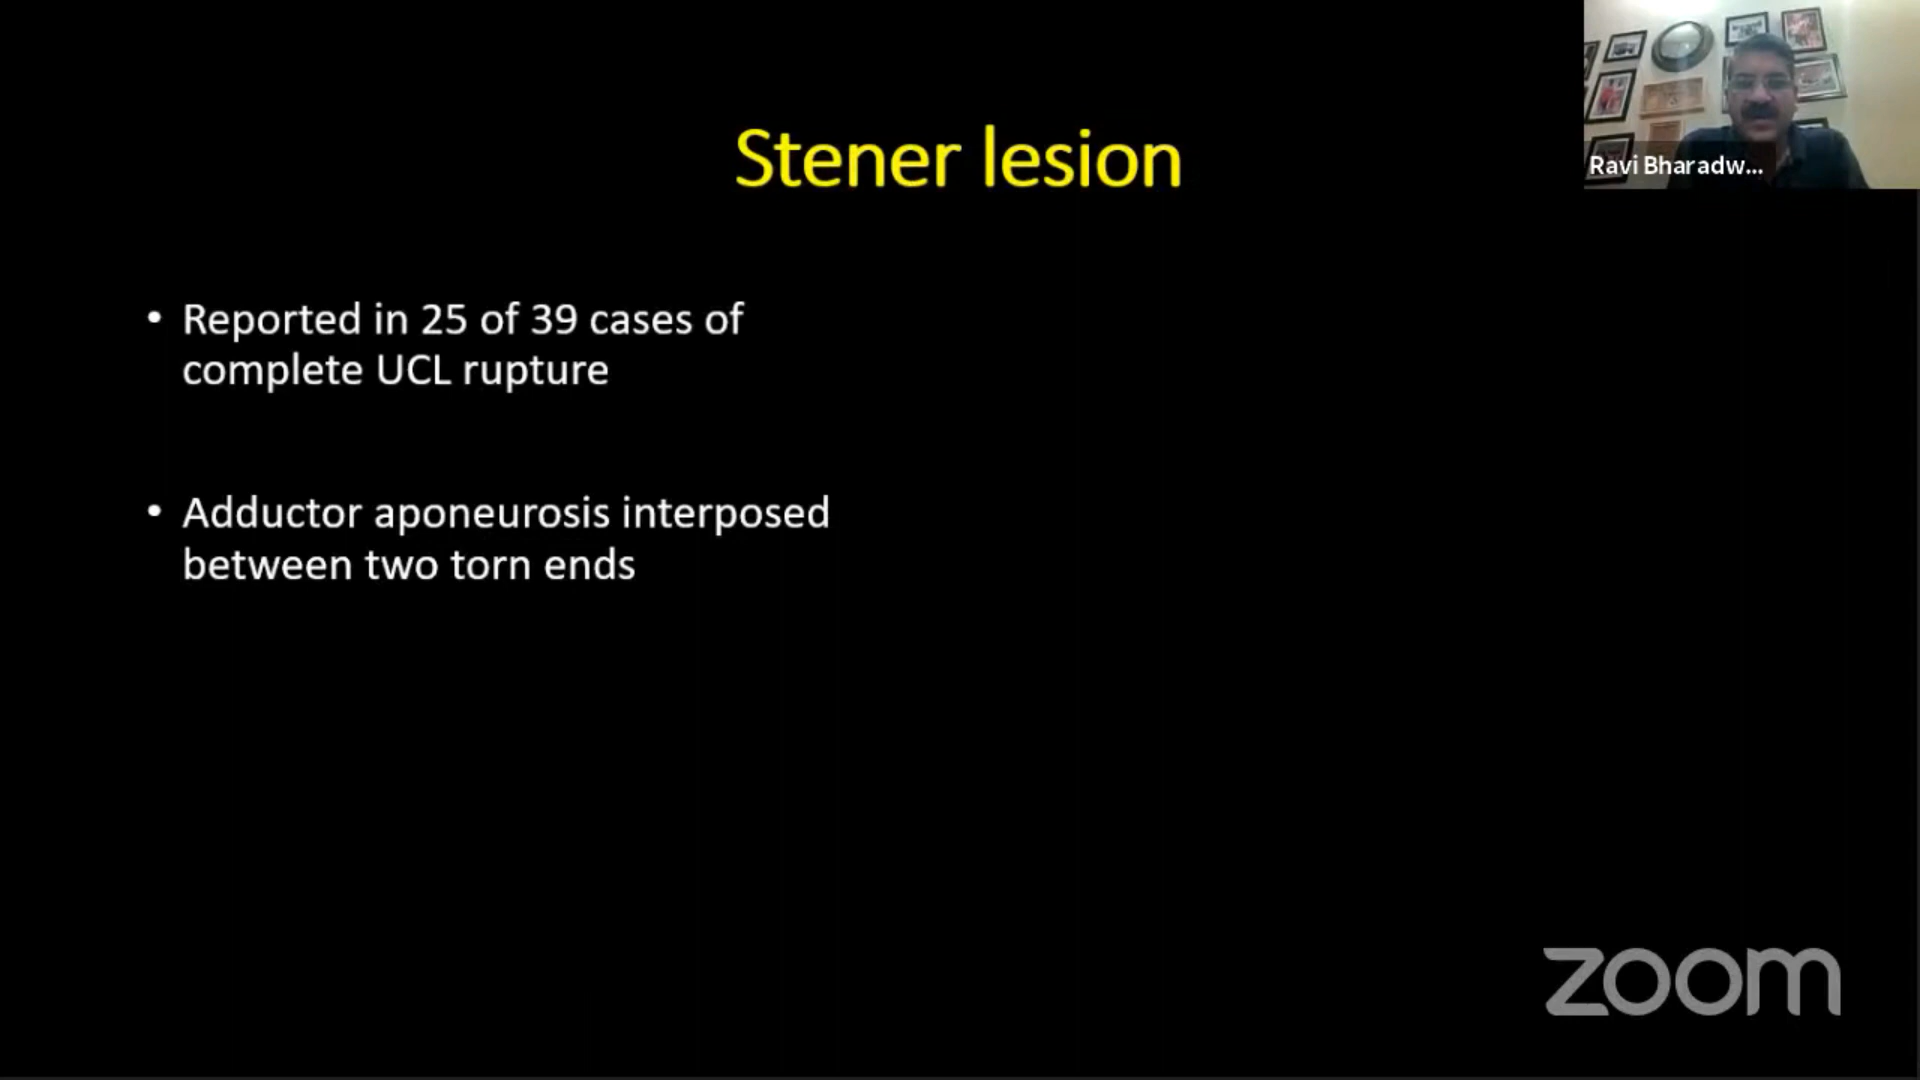 Stener lesion
Ravi Bharadw...
• Reported in 25 of 39 cases of
complete UCL rupture
• Adductor aponeurosis interposed
between two torn ends
zoom